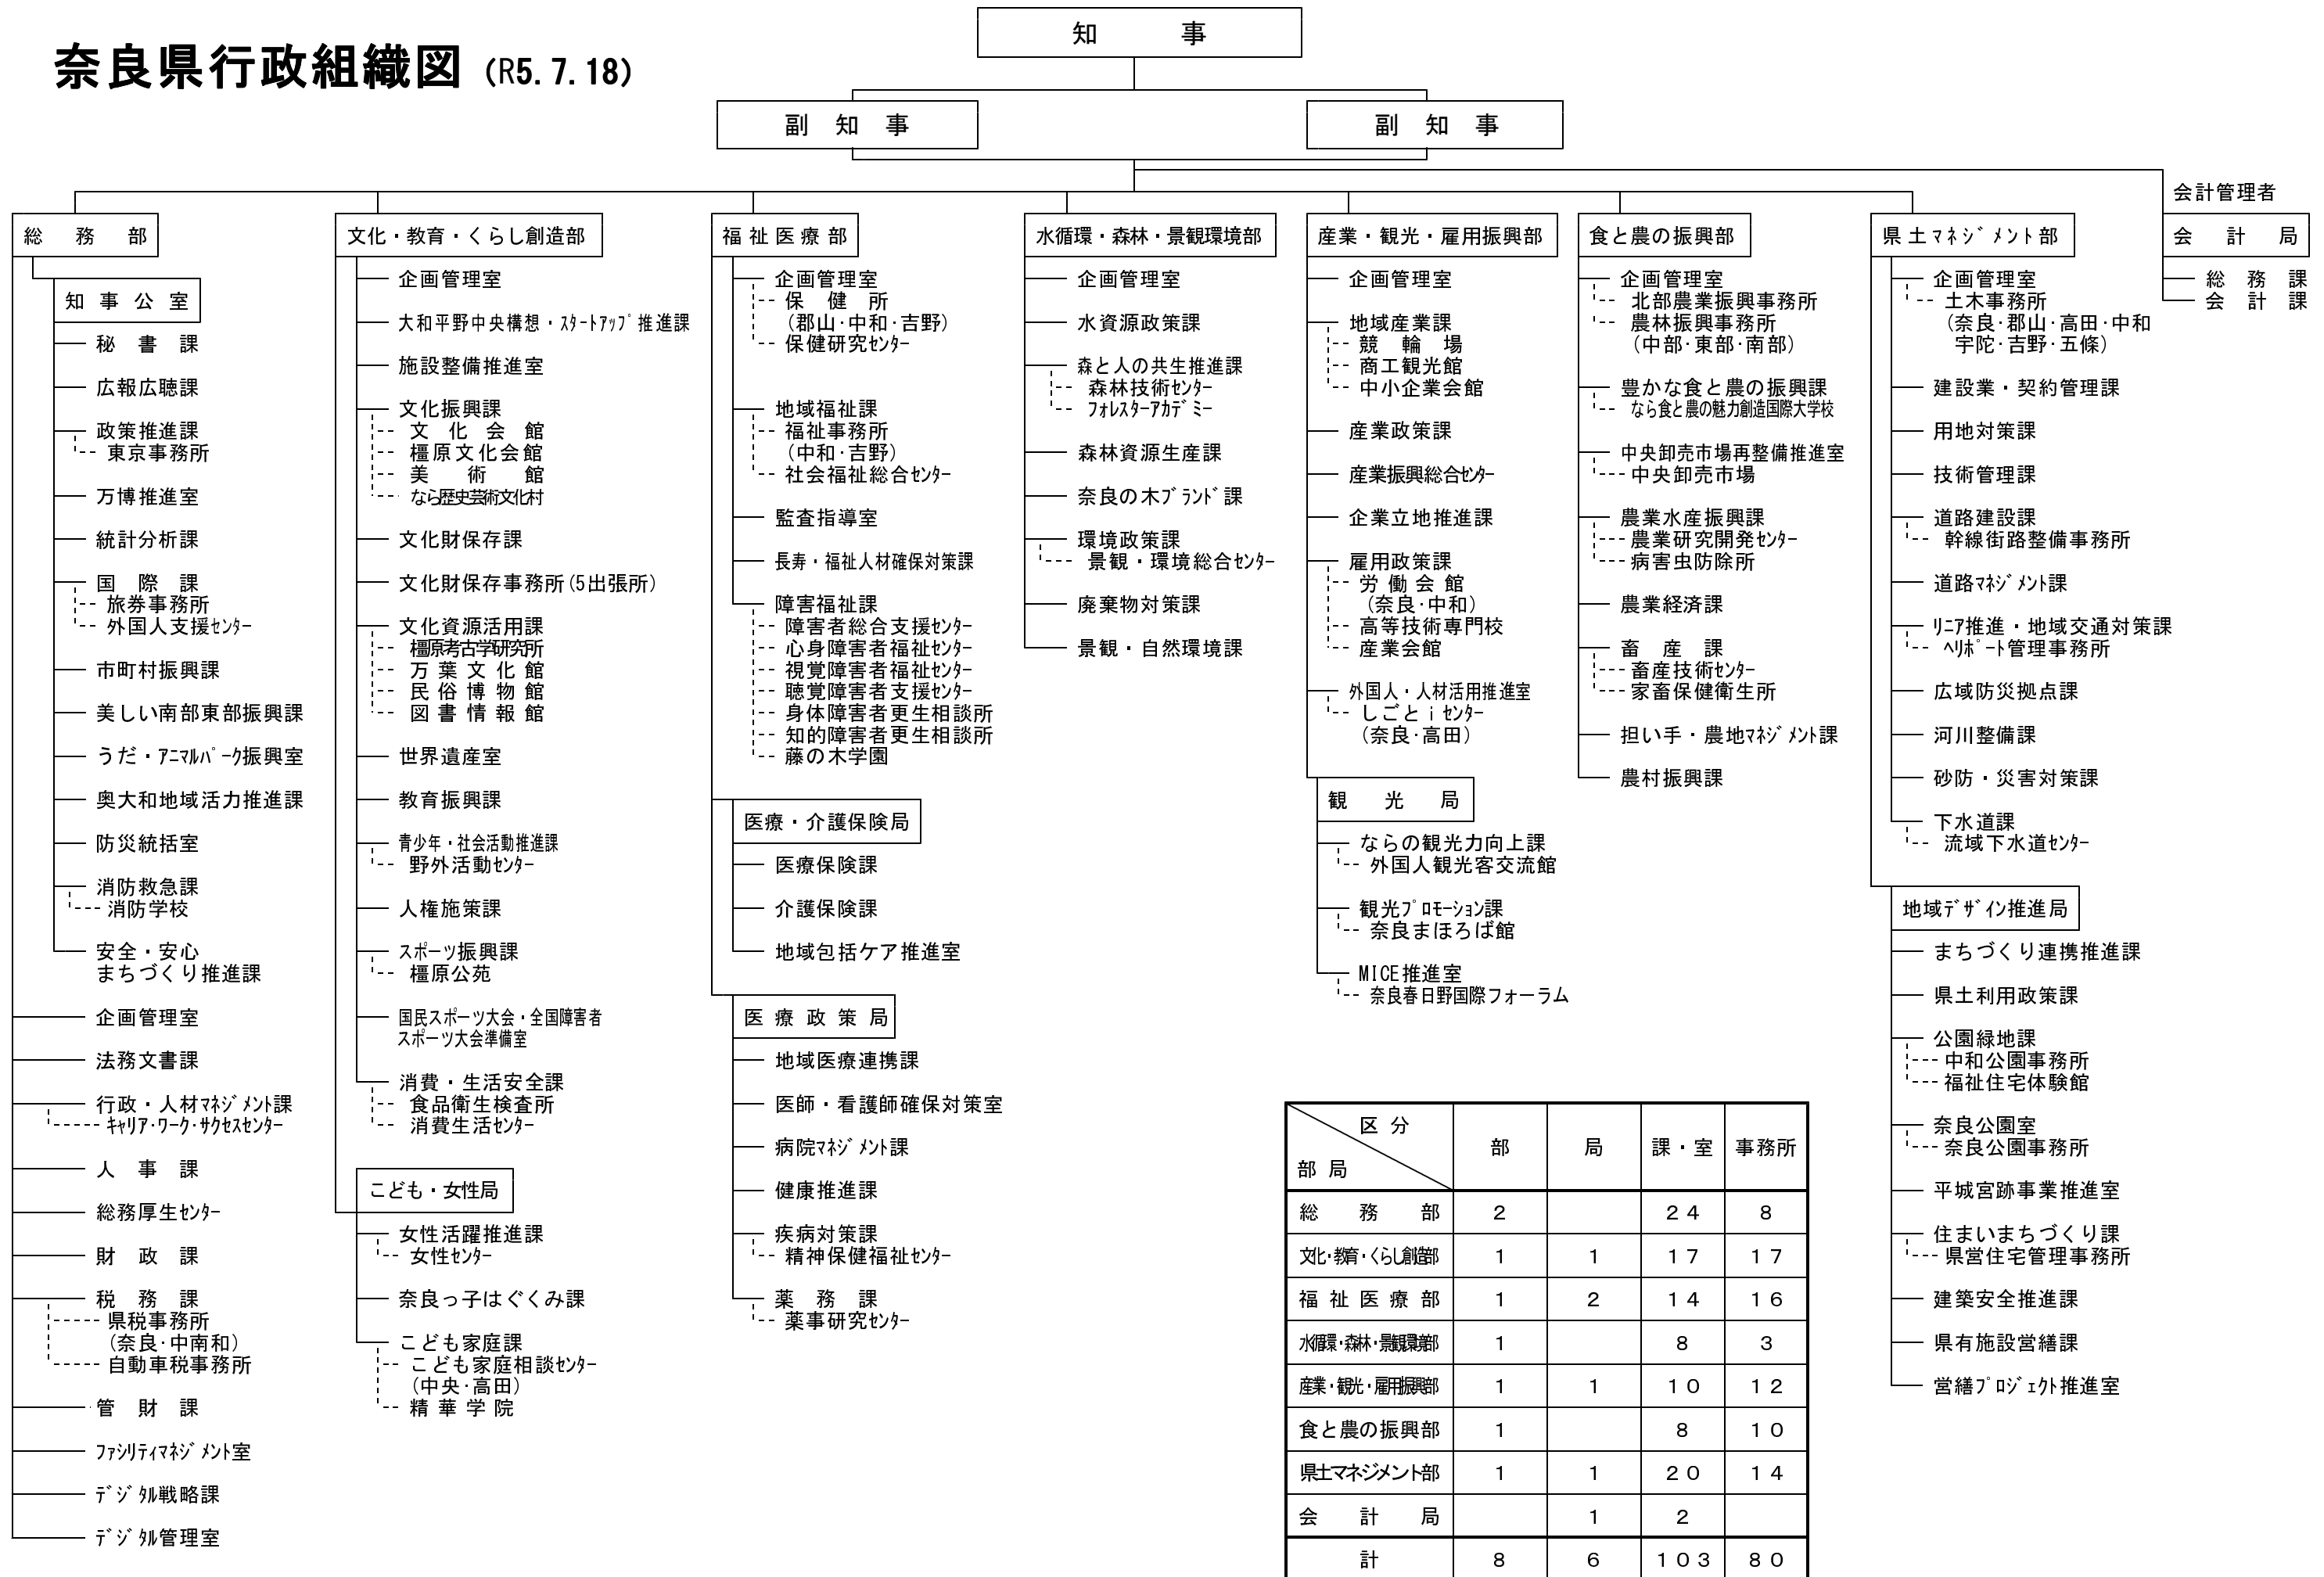 奈良県行政組織図 (R5.7.18)
知事
副知事
副知事
総務部
知事公室
秘書課
広報広聴課
政策推進課
東京事務所
万博推進室
統計分析課
国際課
旅券事務所
外国人支援ｾﾝﾀｰ
市町村振興課
美しい南部東部振興課
うだ・ｱﾆﾏﾙﾊﾟｰｸ振興室
奥大和地域活力推進課
防災統括室
消防救急課
消防学校
安全・安心
まちづくり推進課
企画管理室
法務文書課
行政・人材ﾏﾈｼﾞﾒﾝﾄ課
ｷｬﾘｱ･ﾜｰｸ･ｻｸｾｽｾﾝﾀｰ
人事課
総務厚生ｾﾝﾀｰ
財政課
税務課
県税事務所
(奈良･中南和)
自動車税事務所
管財課
ﾌｧｼﾘﾃｨﾏﾈｼﾞﾒﾝﾄ室
ﾃﾞｼﾞﾀﾙ戦略課
ﾃﾞｼﾞﾀﾙ管理室
文化・教育・くらし創造部
企画管理室
大和平野中央構想・ｽﾀｰﾄｱｯﾌﾟ推進課
施設整備推進室
文化振興課
文化会館
橿原文化会館
美術館
なら歴史芸術文化村
文化財保存課
文化財保存事務所(5出張所)
文化資源活用課
橿原考古学研究所
万葉文化館
民俗博物館
図書情報館
世界遺産室
教育振興課
青少年・社会活動推進課
野外活動ｾﾝﾀｰ
人権施策課
スポーツ振興課
橿原公苑
国民スポーツ大会・全国障害者
スポーツ大会準備室
消費・生活安全課
食品衛生検査所
消費生活ｾﾝﾀｰ
こども・女性局
女性活躍推進課
女性ｾﾝﾀｰ
奈良っ子はぐくみ課
こども家庭課
こども家庭相談ｾﾝﾀｰ
(中央･高田)
精華学院
福祉医療部
企画管理室
保健所
(郡山･中和･吉野)
保健研究ｾﾝﾀｰ
地域福祉課
福祉事務所
(中和･吉野)
社会福祉総合ｾﾝﾀｰ
監査指導室
長寿・福祉人材確保対策課
障害福祉課
障害者総合支援ｾﾝﾀｰ
心身障害者福祉ｾﾝﾀｰ
視覚障害者福祉ｾﾝﾀｰ
聴覚障害者支援ｾﾝﾀｰ
身体障害者更生相談所
知的障害者更生相談所
藤の木学園
医療・介護保険局
医療保険課
介護保険課
地域包括ケア推進室
医療政策局
地域医療連携課
医師・看護師確保対策室
病院ﾏﾈｼﾞﾒﾝﾄ課
健康推進課
疾病対策課
精神保健福祉ｾﾝﾀｰ
薬務課
薬事研究ｾﾝﾀｰ
水循環・森林・景観環境部
企画管理室
水資源政策課
森と人の共生推進課
森林技術ｾﾝﾀｰ
ﾌｫﾚｽﾀｰｱｶﾃﾞﾐｰ
森林資源生産課
奈良の木ﾌﾞﾗﾝﾄﾞ課
環境政策課
景観・環境総合ｾﾝﾀｰ
廃棄物対策課
景観・自然環境課
産業・観光・雇用振興部
企画管理室
地域産業課
競輪場
商工観光館
中小企業会館
産業政策課
産業振興総合ｾﾝﾀｰ
企業立地推進課
雇用政策課
労働会館
(奈良･中和)
高等技術専門校
産業会館
外国人・人材活用推進室
しごとｉｾﾝﾀｰ
(奈良･高田)
観光局
ならの観光力向上課
外国人観光客交流館
観光ﾌﾟﾛﾓｰｼｮﾝ課
奈良まほろば館
MICE推進室
奈良春日野国際フォーラム
食と農の振興部
企画管理室
北部農業振興事務所
農林振興事務所
(中部･東部･南部)
豊かな食と農の振興課
なら食と農の魅力創造国際大学校
中央卸売市場再整備推進室
中央卸売市場
農業水産振興課
農業研究開発ｾﾝﾀｰ
病害虫防除所
農業経済課
畜産課
畜産技術ｾﾝﾀｰ
家畜保健衛生所
担い手・農地ﾏﾈｼﾞﾒﾝﾄ課
農村振興課
県土ﾏﾈｼﾞﾒﾝﾄ部
企画管理室
土木事務所
(奈良･郡山･高田･中和
宇陀･吉野･五條)
建設業・契約管理課
用地対策課
技術管理課
道路建設課
幹線街路整備事務所
道路ﾏﾈｼﾞﾒﾝﾄ課
ﾘﾆｱ推進・地域交通対策課
ﾍﾘﾎﾟｰﾄ管理事務所
広域防災拠点課
河川整備課
砂防・災害対策課
下水道課
流域下水道ｾﾝﾀｰ
地域ﾃﾞｻﾞｲﾝ推進局
まちづくり連携推進課
県土利用政策課
公園緑地課
中和公園事務所
福祉住宅体験館
奈良公園室
奈良公園事務所
平城宮跡事業推進室
住まいまちづくり課
県営住宅管理事務所
建築安全推進課
県有施設営繕課
営繕ﾌﾟﾛｼﾞｪｸﾄ推進室
会計管理者
会計局
総務課
会計課
区分 部局 部 局 課・室 事務所
総務部 2 24 8
文化･教育･くらし創造部 1 1 17 17
福祉医療部 1 2 14 16
水循環･森林･景観環境部 1 8 3
産業･観光･雇用振興部 1 1 10 12
食と農の振興部 1 8 10
県土マネジメント部 1 1 20 14
会計局 1 2
計 8 6 103 80